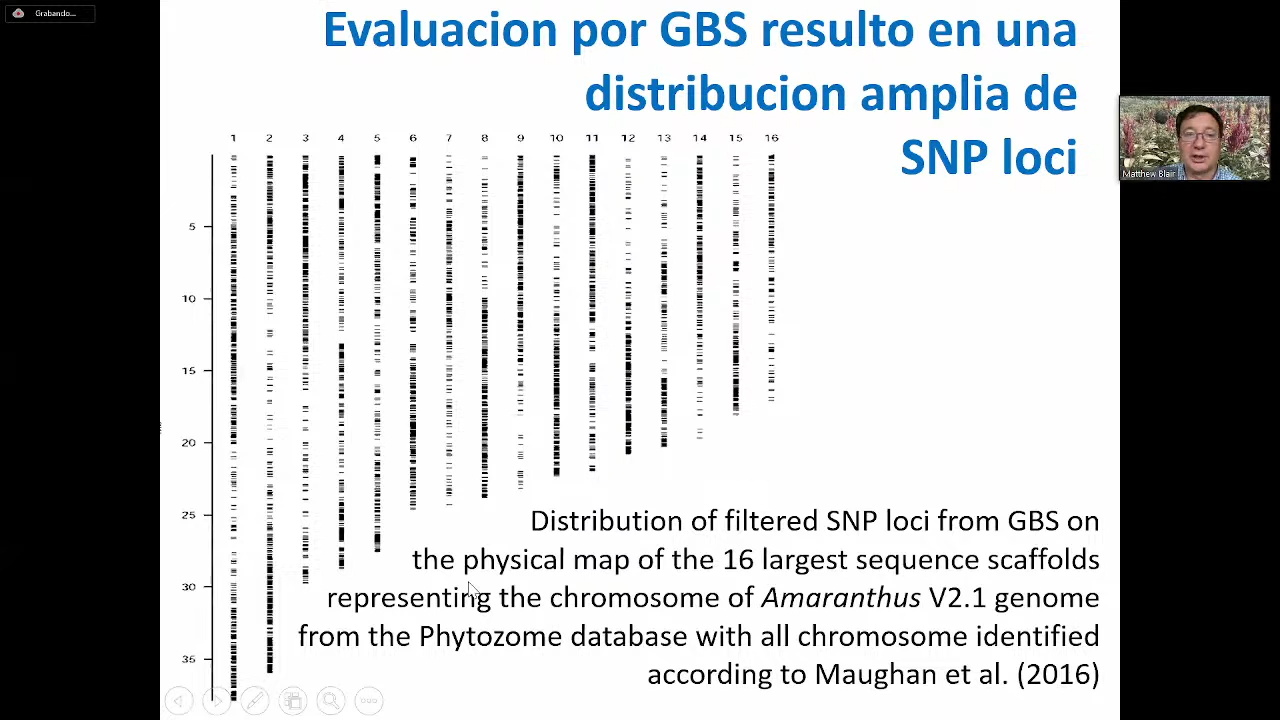 Grabando...
Evaluacion por GBS resulto en una
distribucion amplia de
SNP loci
1 2 3 4 5 6 7 8 9 10 11 12 13 14 15 16
5
10
15
20
25
30
35
Matthew Blair
Distribution of filtered SNP loci from GBS on
the physical map of the 16 largest sequence scaffolds
representing the chromosome of Amaranthus V2.1 genome
from the Phytozome database with all chromosome identified
according to Maughan et al. (2016)